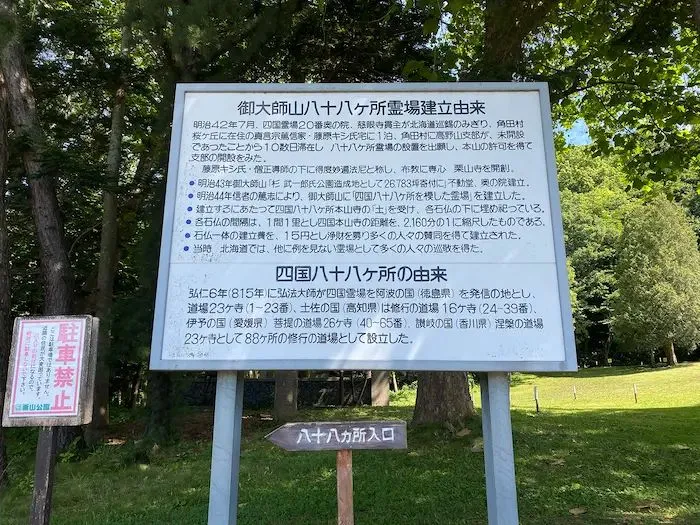 御大師山八十八ケ所霊場建立由来
明治42年7月、四国霊場20番奥の院、慈眼寺貫主が北海道巡錫のみぎり、角田村
桜ケ丘に在住の真言宗篤信家・藤原キシ氏宅に1泊、角田村に高野山支部が、未開設
であったことから10数日滞在し 八十八ケ所霊場の設置を出願し、本山の許可を得て
支部の開設をみた。
藤原キシ氏・僧正導師の下に得度妙遍法尼と称し、布教に専心 栗山寺を開創。
●明治43年御大師山「杉 武一郎氏公園造成地として26,783坪寄付に」不動堂、奥の院建立。
●明治44年信者の篤志により、御大師山に「四国八十八ケ所を模した霊場」を建立した。
●建立するにあたって四国八十八ケ所本山寺の「土」を受け、各石仏の下に埋め祀っている。
●各石仏の間隔は、1間1里とし四国本山寺の距離を、2,160分の1に縮尺したものである。
●石仏一体の建立費を、15円とし浄財を募り多くの人々の賛同を得て建立された。
●当時 北海道では、他に例を見ない霊場として多くの人々の巡敬を得た。
四国八十八ケ所の由来
弘仁6年(815年)に弘法大師が四国霊場を阿波の国(徳島県)を発信の地とし、
道場23ケ寺(1~23番)、土佐の国(高知県)は修行の道場16ケ寺(24~39番)、
伊予の国(愛媛県)菩提の道場26ケ寺(40~65番)、讃岐の国(香川県)涅槃の道場
23ケ寺として88ケ所の修行の道場として設立した。
駐車禁止
栗山公園
八十八カ所入口